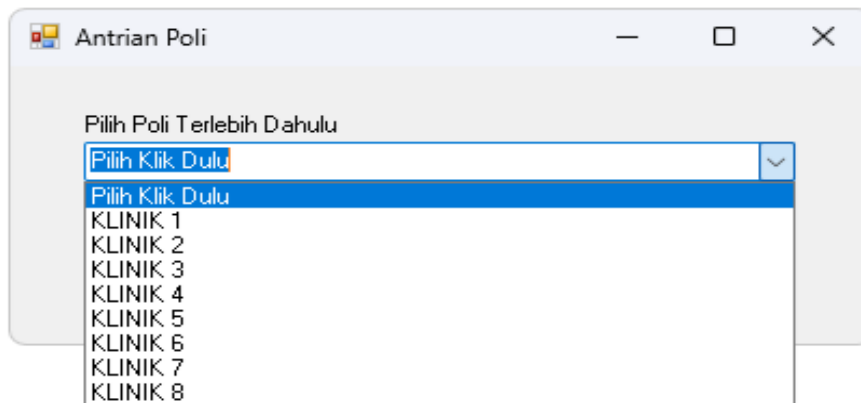 Antrian Poli
Pilih Poli Terlebih Dahulu
Pilih Klik Dulu
Pilih Klik Dulu
KLINIK 1
KLINIK 2
KLINIK 3
KLINIK 4
KLINIK 5
KLINIK 6
KLINIK 7
KLINIK 8